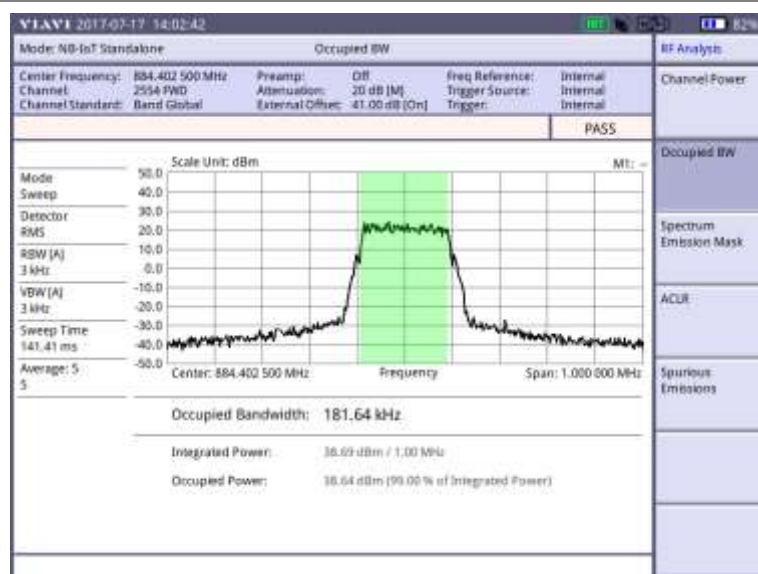 VIAVI 2017-07-17 14:02:42
INT
82%
Mode: NB-IoT Standalone
Occupied BW
RF Analysis
Center Frequency: 884.402 500 MHz Preamp: Off Freq Reference: Internal
Channel: 2554 FWD Attenuation: 20 dB [M] Trigger Source: Internal
Channel Standard: Band Global External Offset: 41.00 dB [On] Trigger: Internal
Channel Power
PASS
Occupied BW
Scale Unit: dBm
M1: --
Mode
Sweep
Detector
RMS
RBW [A]
3 kHz
VBW [A]
3 kHz
Sweep Time
141.41 ms
Average: 5
5
50.0
40.0
30.0
20.0
10.0
0.0
-10.0
-20.0
-30.0
-40.0
-50.0
Center: 884.402 500 MHz Frequency Span: 1.000 000 MHz
Spectrum
Emission Mask
ACLR
Spurious
Emissions
Occupied Bandwidth: 181.64 kHz
Integrated Power: 38.69 dBm / 1.00 MHz
Occupied Power: 38.64 dBm (99.00 % of Integrated Power)